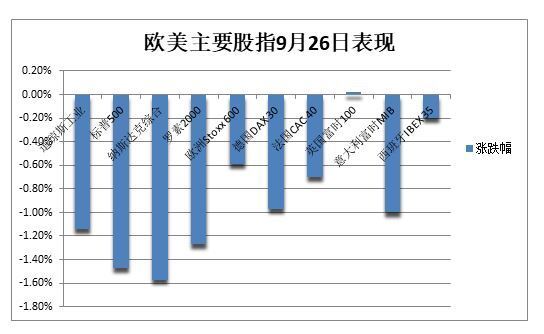 欧美主要股指9月26日表现
0.20%
0.00%
-0.20%
-0.40%
-0.60%
-0.80%
-1.00%
-1.20%
-1.40%
-1.60%
-1.80%
道琼斯工业
标普500
纳斯达克综合
罗素2000
欧洲Stoxx600
德国DAX30
法国CAC40
英国富时100
意大利富时MIB
西班牙IBEX35
涨跌幅